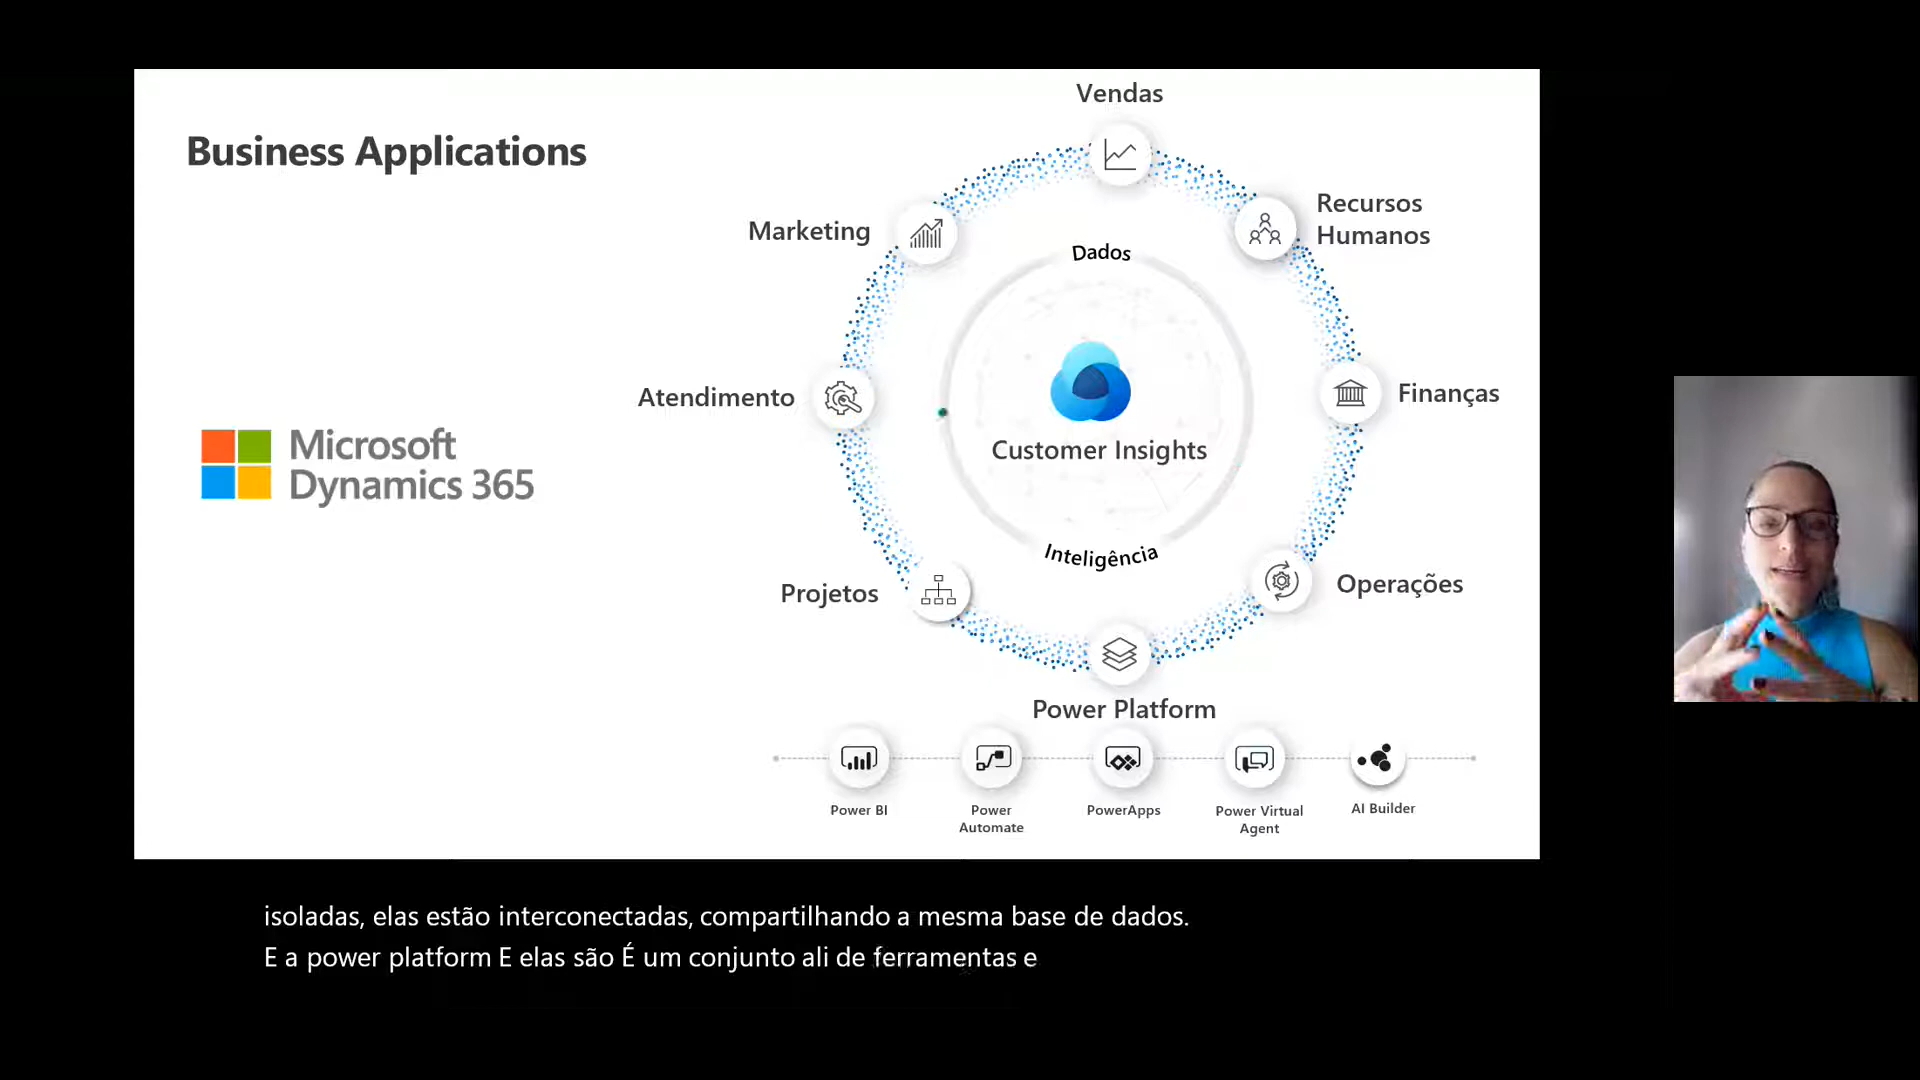 Business Applications
Microsoft
Dynamics 365
Vendas
Marketing
Recursos
Humanos
Dados
Atendimento
Finanças
Customer Insights
Inteligência
Projetos
Operações
Power Platform
Power BI
Power
Automate
PowerApps
Power Virtual
Agent
AI Builder
isoladas, elas estão interconectadas, compartilhando a mesma base de dados.
E a power platform E elas são É um conjunto ali de ferramentas e